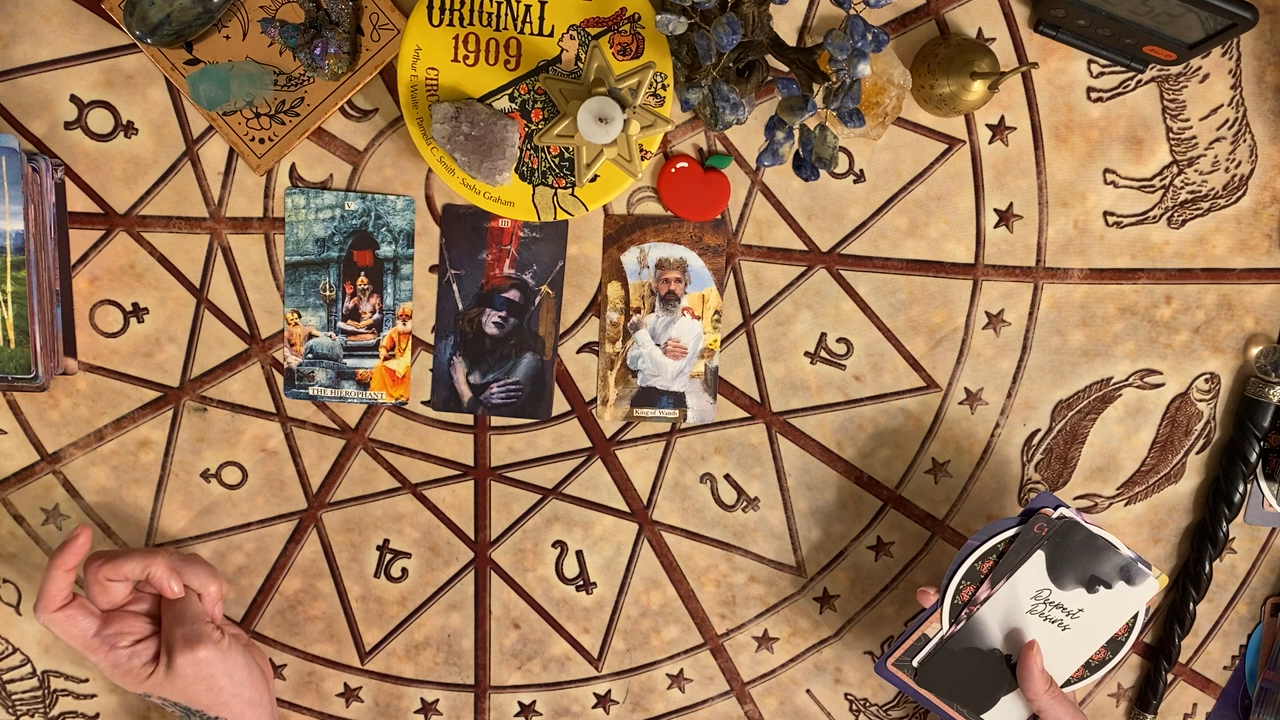 ORIGINAL
1909
CIRC
Arthur E. Waite · Pamela C. Smith · Sasha Graham
V
THE HIEROPHANT
III
King of Wands
Deepest
Desires